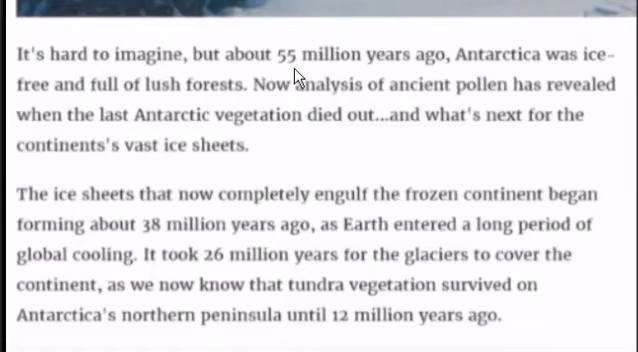 It's hard to imagine, but about 55 million years ago, Antarctica was ice-
free and full of lush forests. Now analysis of ancient pollen has revealed
when the last Antarctic vegetation died out...and what's next for the
continents's vast ice sheets.
The ice sheets that now completely engulf the frozen continent began
forming about 38 million years ago, as Earth entered a long period of
global cooling. It took 26 million years for the glaciers to cover the
continent, as we now know that tundra vegetation survived on
Antarctica's northern peninsula until 12 million years ago.